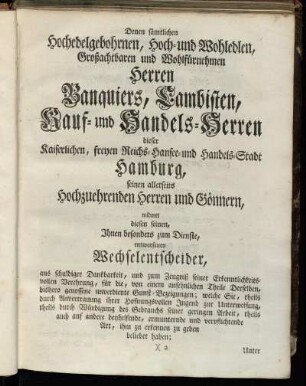 Denen sämtlichen
Hochedelgebohrnen, Hoch- und Wohledlen,
Großachtbaren und Wohlfürnehmen
Herren
Banquiers, Cambisten,
Kauf- und Handels-Herren
dieser
Kaiserlichen, freyen Reichs-Hansee- und Handels-Stadt
Hamburg,
seinen allerseits
Hochzuehrenden Herren und Gönnern,
widmet
diesen seinen,
Ihnen besonders zum Dienste,
entworfenen
Wechselentscheider,
aus schuldiger Dankbarkeit, und zum Zeugniß seiner Erkenntlichkeits-
vollen Verehrung, für die, von einem ansehnlichen Theile Derselben,
bishero genossene unverdiente Gunst-Bezeigungen; welche Sie, theils
durch Anvertrauung ihrer Hofnungsvollen Jugend zur Unterweisung,
theils durch Würdigung des Gebrauchs seiner geringen Arbeit; theils
auch auf andere beyhelfende, ermunternde und verpflichtende
Art, ihm zu erkennen zu geben
beliebet haben;
X 2
Unter